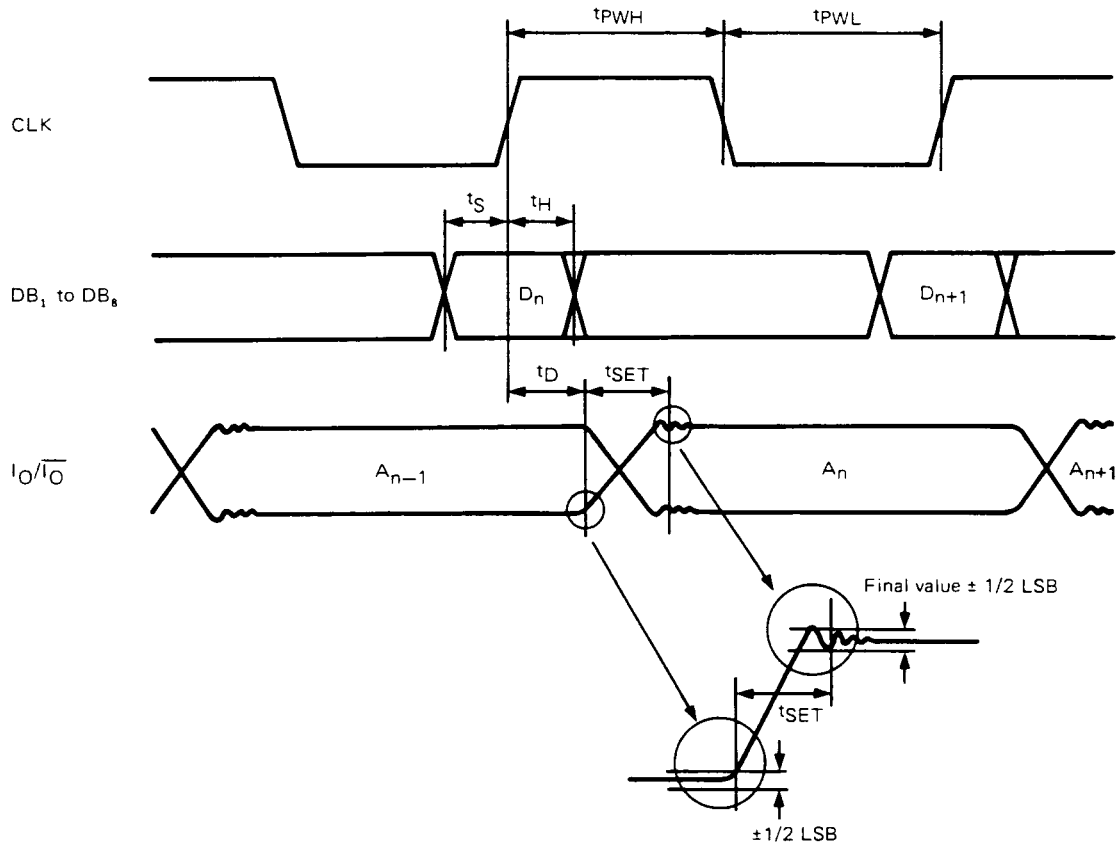 tPWH
tPWL
CLK
tS
tH
DB₁ to DB₈
Dn
Dn+1
tD
tSET
IO/I̅O̅
An−1
An
An+1
Final value ± 1/2 LSB
tSET
±1/2 LSB